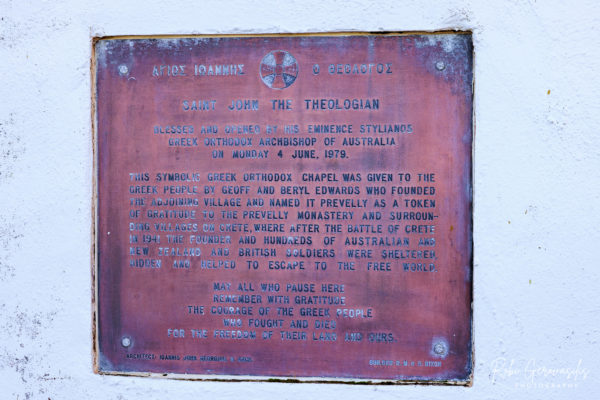 ΑΓΙΟΣ ΙΩΑΝΝΗΣ Ο ΘΕΟΛΟΓΟΣ
SAINT JOHN THE THEOLOGIAN
BLESSED AND OPENED BY HIS EMINENCE STYLIANOS
GREEK ORTHODOX ARCHBISHOP OF AUSTRALIA
ON MONDAY 4 JUNE, 1979.
THIS SYMBOLIC GREEK ORTHODOX CHAPEL WAS GIVEN TO THE
GREEK PEOPLE BY GEOFF AND BERYL EDWARDS WHO FOUNDED
THE ADJOINING VILLAGE AND NAMED IT PREVELLY AS A TOKEN
OF GRATITUDE TO THE PREVELLY MONASTERY AND SURROUN-
DING VILLAGES ON CRETE, WHERE AFTER THE BATTLE OF CRETE
IN 1941 THE FOUNDER AND HUNDREDS OF AUSTRALIAN AND
NEW ZEALAND AND BRITISH SOLDIERS WERE SHELTERED,
HIDDEN AND HELPED TO ESCAPE TO THE FREE WORLD.
MAY ALL WHO PAUSE HERE
REMEMBER WITH GRATITUDE
THE COURAGE OF THE GREEK PEOPLE
WHO FOUGHT AND DIED
FOR THE FREEDOM OF THEIR LAND AND OURS.
ARCHITECT: IOANNIS JOHN
BUILDERS DIXON
PHOTOGRAPHY